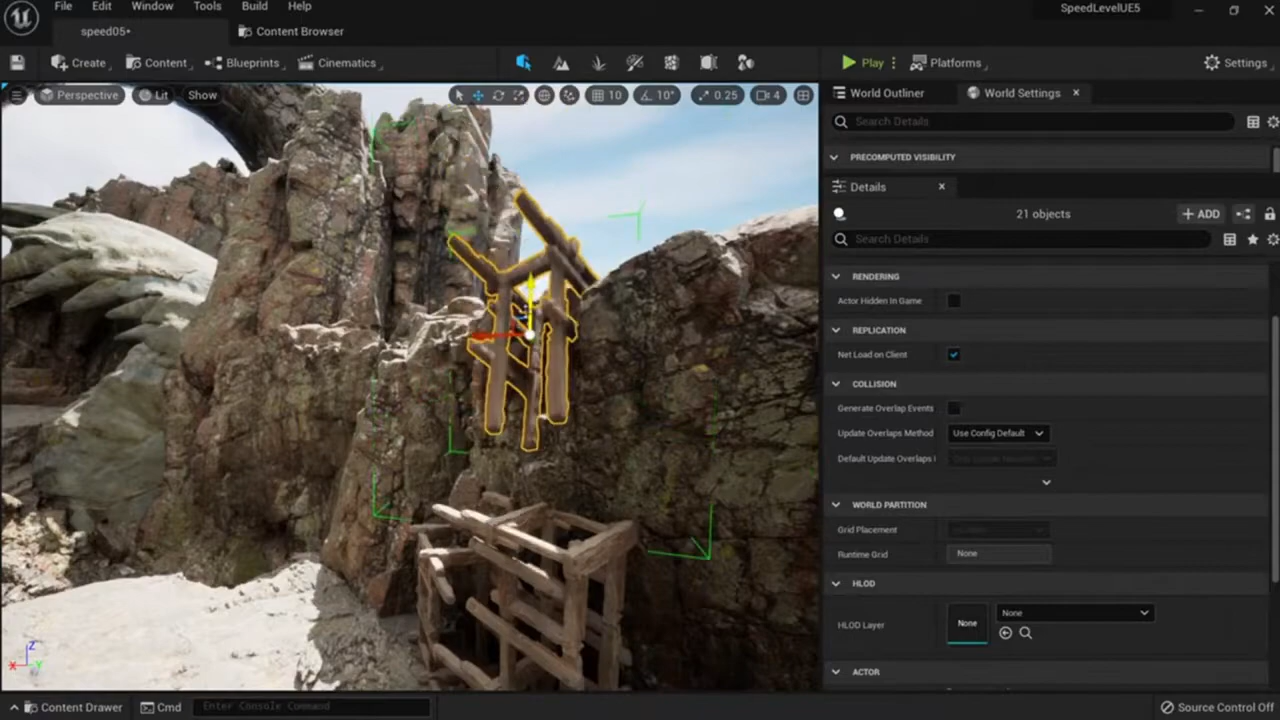 File Edit Window Tools Build Help
SpeedLevelUE5
speed05•
Content Browser
Create Content Blueprints Cinematics Play Platforms Settings
Perspective Lit Show 10 10° 0.25 4
World Outliner World Settings
Search Details
PRECOMPUTED VISIBILITY
Details
21 objects + ADD
Search Details
RENDERING
Actor Hidden In Game
REPLICATION
Net Load on Client
COLLISION
Generate Overlap Events
Update Overlaps Method Use Config Default
Default Update Overlaps
WORLD PARTITION
Grid Placement
Runtime Grid None
HLOD
HLOD Layer None None
ACTOR
Z
X Y
Content Drawer Cmd Enter Console Command Source Control Off